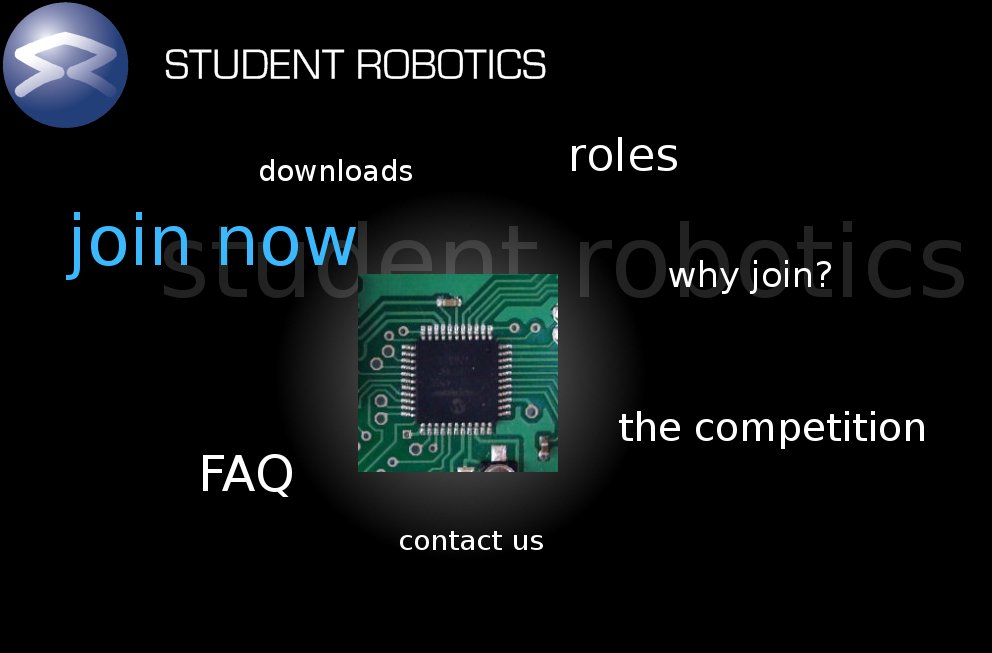 STUDENT ROBOTICS
roles
downloads
join now
student robotics
why join?
the competition
FAQ
contact us